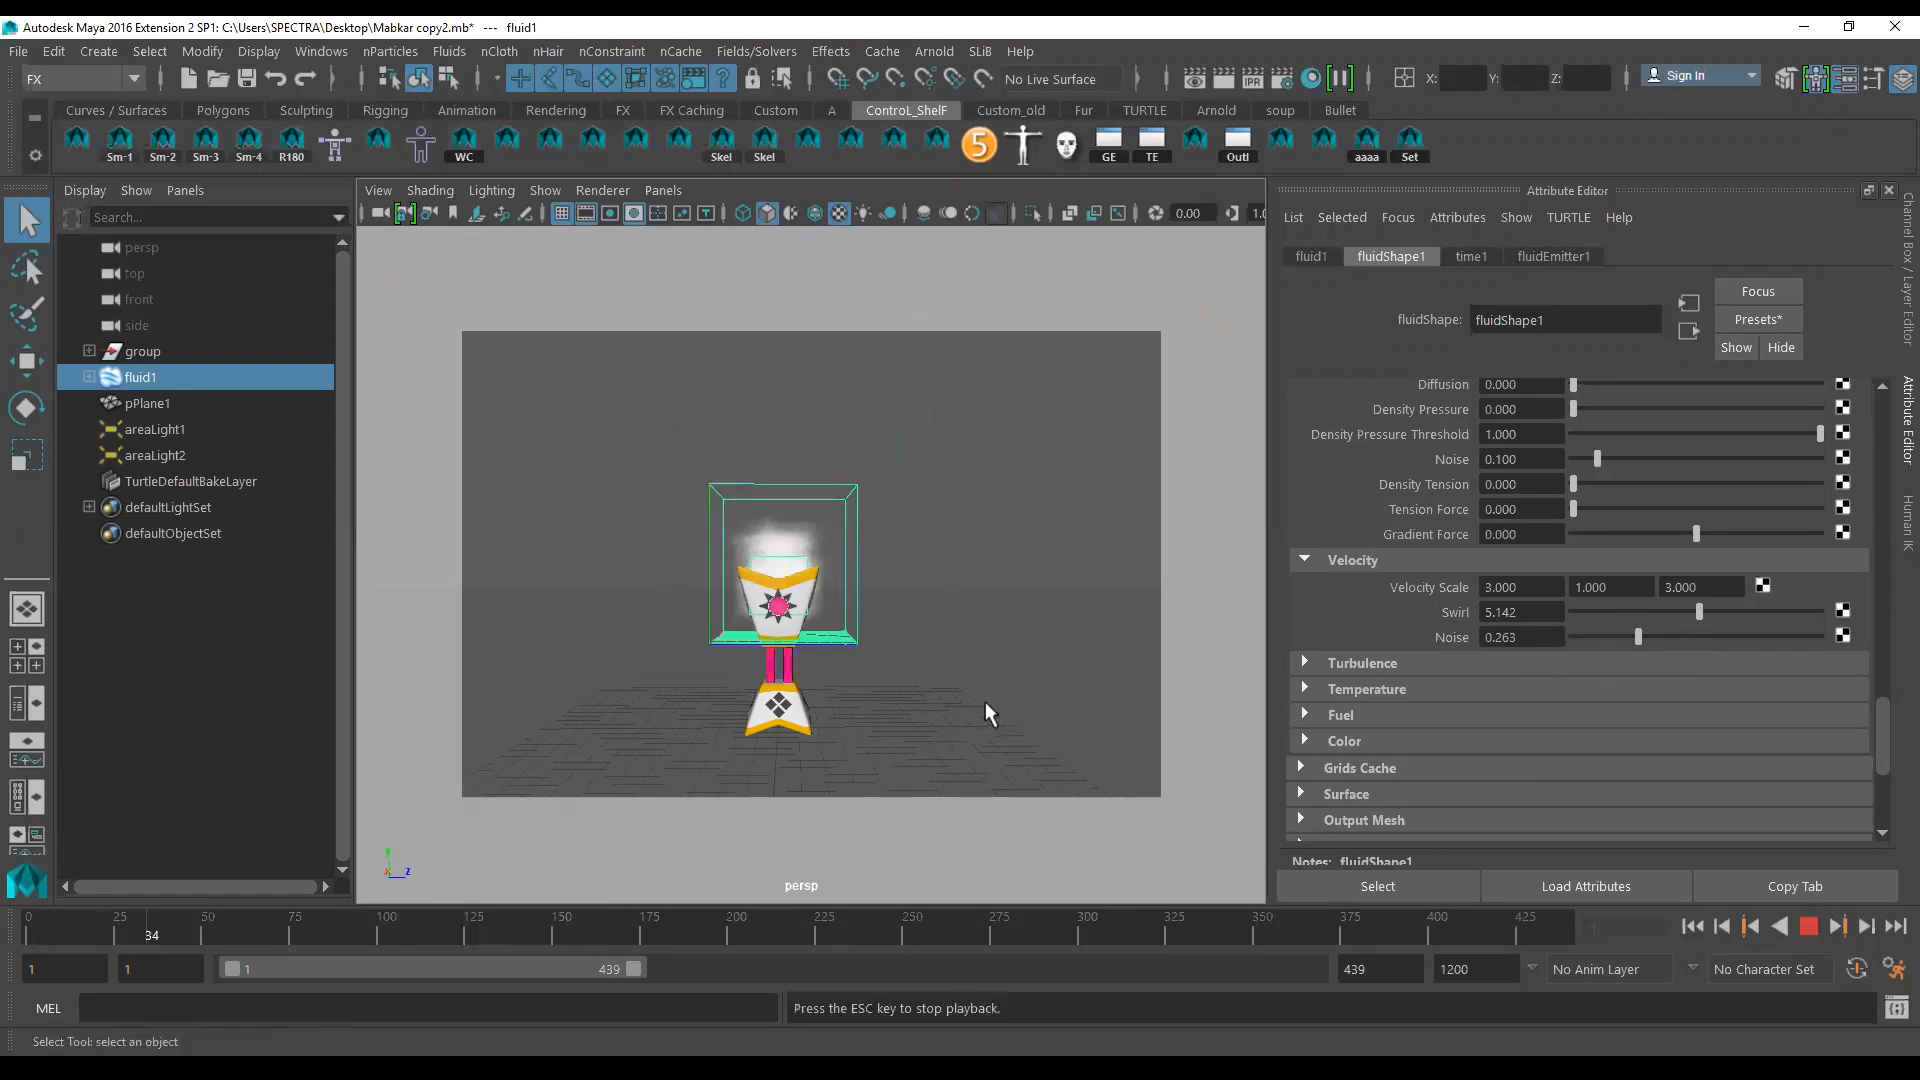 Autodesk Maya 2016 Extension 2 SP1: C:\Users\SPECTRA\Desktop\Mabkar copy2.mb* --- fluid1
File Edit Create Select Modify Display Windows nParticles Fluids nCloth nHair nConstraint nCache Fields/Solvers Effects Cache Arnold SLiB Help
FX No Live Surface X: Y: Z: Sign In
Curves / Surfaces Polygons Sculpting Rigging Animation Rendering FX FX Caching Custom A ControL_ShelF Custom_old Fur TURTLE Arnold soup Bullet
Sm-1 Sm-2 Sm-3 Sm-4 R180 WC Skel Skel 5 GE TE Outl aaaa Set
Display Show Panels
Search...
persp
top
front
side
group
fluid1
pPlane1
areaLight1
areaLight2
TurtleDefaultBakeLayer
defaultLightSet
defaultObjectSet
View Shading Lighting Show Renderer Panels
0.00 1.0
z
persp
Attribute Editor
List Selected Focus Attributes Show TURTLE Help
fluid1 fluidShape1 time1 fluidEmitter1
fluidShape: fluidShape1
Focus
Presets*
Show Hide
Diffusion 0.000
Density Pressure 0.000
Density Pressure Threshold 1.000
Noise 0.100
Density Tension 0.000
Tension Force 0.000
Gradient Force 0.000
Velocity
Velocity Scale 3.000 1.000 3.000
Swirl 5.142
Noise 0.263
Turbulence
Temperature
Fuel
Color
Grids Cache
Surface
Output Mesh
Notes: fluidShape1
Select Load Attributes Copy Tab
Channel Box / Layer Editor
Attribute Editor
Human IK
0 25 50 75 100 125 150 175 200 225 250 275 300 325 350 375 400 425
34
1 1 1 439 439 1200 No Anim Layer No Character Set
MEL Press the ESC key to stop playback.
Select Tool: select an object